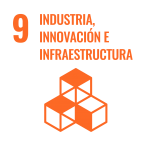 9 INDUSTRIA,
INNOVACIÓN E
INFRAESTRUCTURA